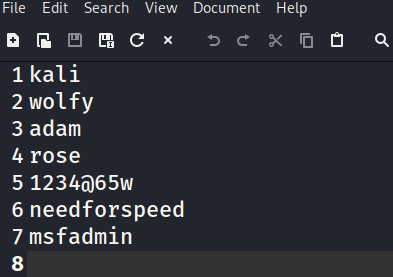 File Edit Search View Document Help
1 kali
2 wolfy
3 adam
4 rose
5 1234@65w
6 needforspeed
7 msfadmin
8